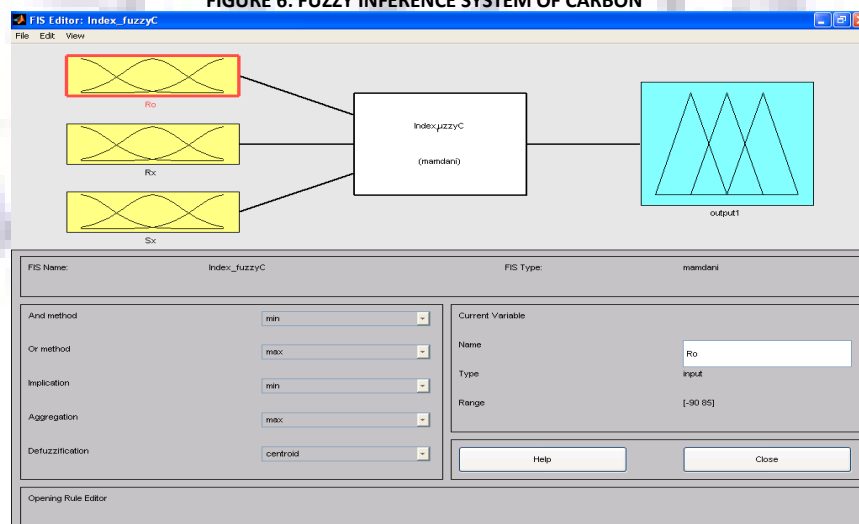 FIGURE 6: FUZZY INFERENCE SYSTEM OF CARBON
FIS Editor: Index_fuzzyC
File Edit View
Ro
Rx
Sx
IndexμzzyC
(mamdani)
output1
FIS Name: Index_fuzzyC FIS Type: mamdani
And method min
Or method max
Implication min
Aggregation max
Defuzzification centroid
Current Variable
Name Ro
Type input
Range [-90 85]
Help Close
Opening Rule Editor